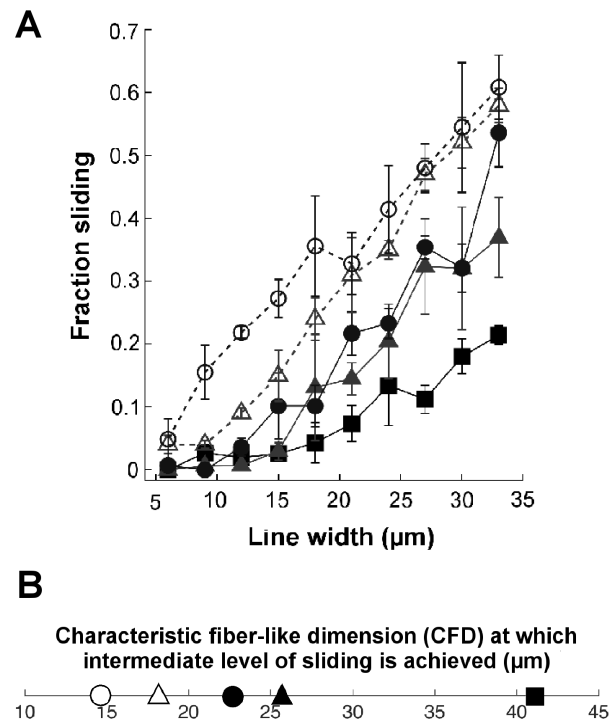 A
0.7
0.6
0.5
0.4
0.3
0.2
0.1
0
Fraction sliding
5 10 15 20 25 30 35
Line width (µm)
B
Characteristic fiber-like dimension (CFD) at which
intermediate level of sliding is achieved (µm)
10 15 20 25 30 35 40 45